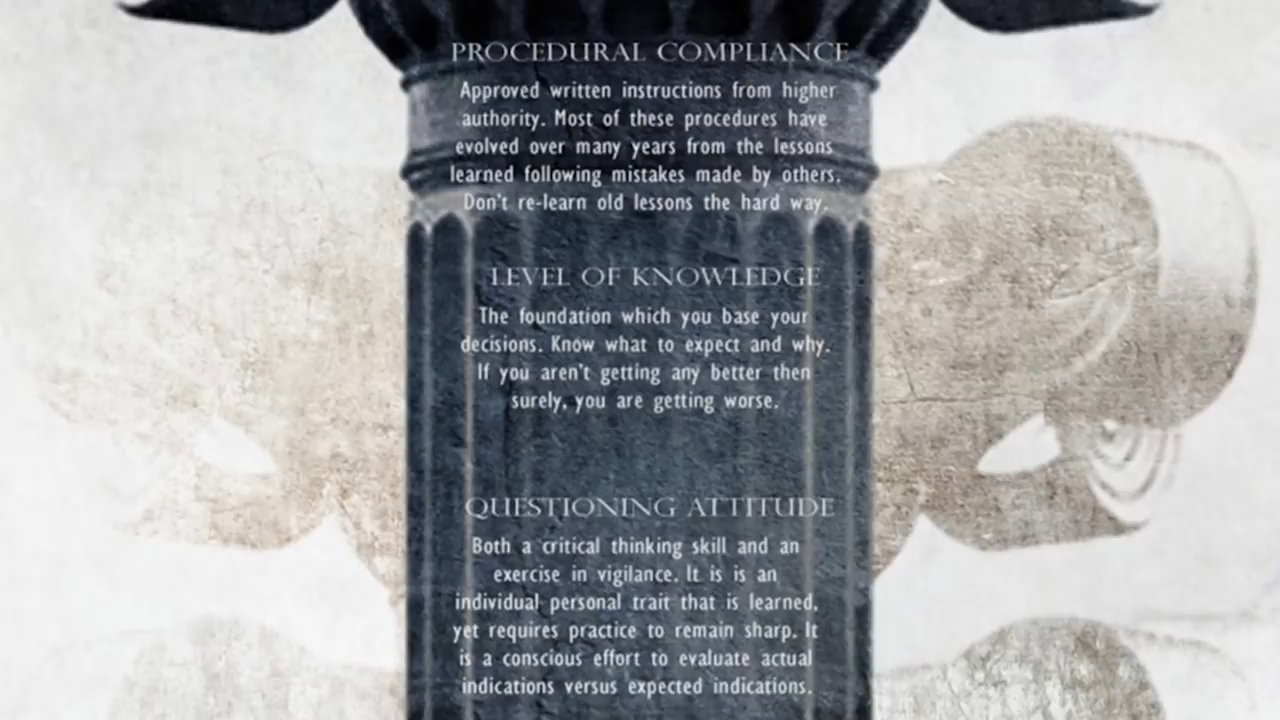 PROCEDURAL COMPLIANCE
Approved written instructions from higher
authority. Most of these procedures have
evolved over many years from the lessons
learned following mistakes made by others.
Don't re-learn old lessons the hard way.
LEVEL OF KNOWLEDGE
The foundation which you base your
decisions. Know what to expect and why.
If you aren't getting any better then
surely, you are getting worse.
QUESTIONING ATTITUDE
Both a critical thinking skill and an
exercise in vigilance. It is is an
individual personal trait that is learned,
yet requires practice to remain sharp. It
is a conscious effort to evaluate actual
indications versus expected indications.